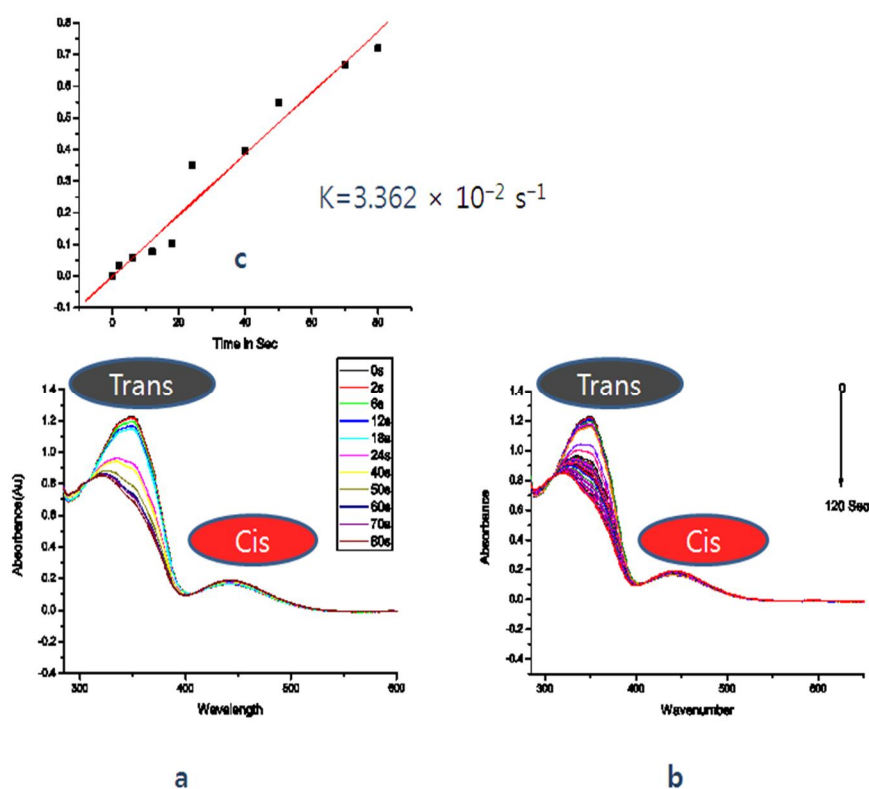 0.8
0.7
0.6
0.5
0.4
0.3
0.2
0.1
0.0
-0.1
0 20 40 60 80
Time in Sec
c
K=3.362 × 10⁻² s⁻¹
Trans
Cis
1.4
1.2
1.0
0.8
0.6
0.4
0.2
0.0
-0.2
-0.4
Absorbance(Au)
300 400 500 600
Wavelength
0s
2s
6s
12s
18s
24s
40s
50s
60s
70s
80s
a
Trans
Cis
1.4
1.2
1.0
0.8
0.6
0.4
0.2
0.0
-0.2
-0.4
Absorbance
300 400 500 600
Wavenumber
0
120 Sec
b